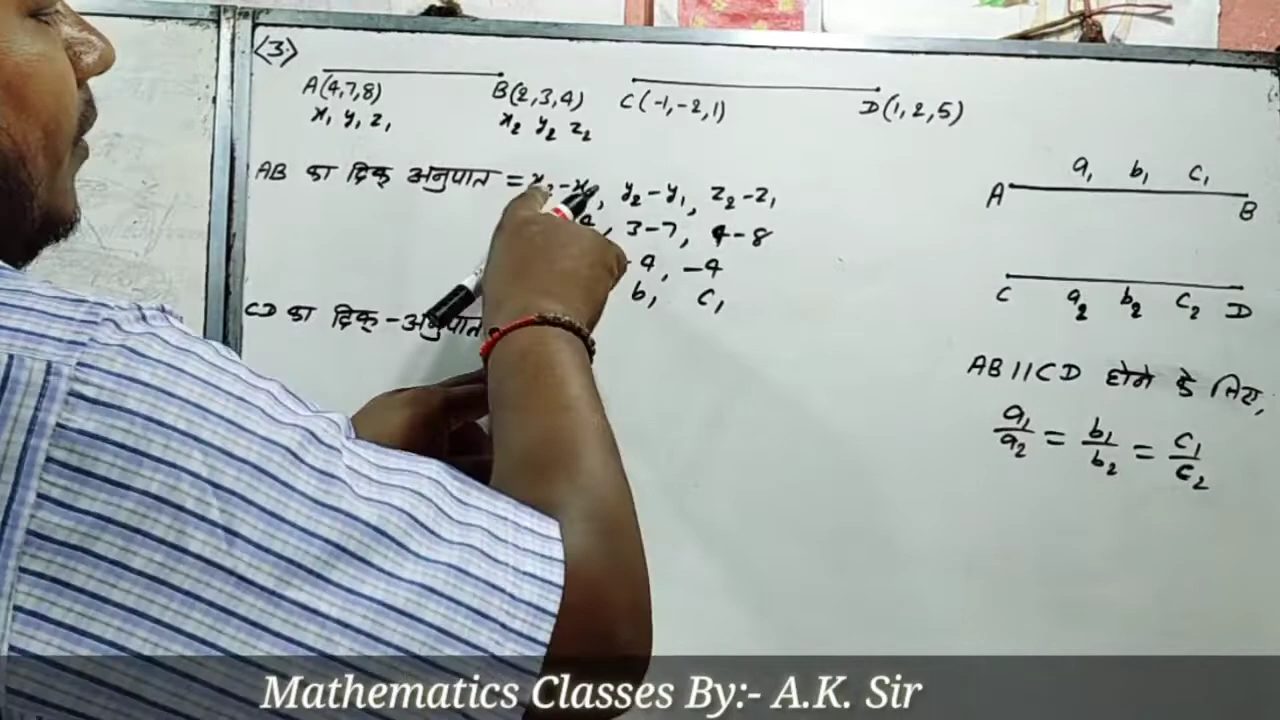 <3.>
A(4,7,8) B(2,3,4) C(-1,-2,1) D(1,2,5)
x₁ y₁ z₁ x₂ y₂ z₂
AB का दिक् अनुपात = x₂-x₁, y₂-y₁, z₂-z₁
, 3-7, 4-8
4, -4
b₁ c₁
CD का दिक्-अनुपात
a₁ b₁ c₁
A B
C D
a₂ b₂ c₂
AB||CD होने के लिए,
a₁/a₂ = b₁/b₂ = c₁/c₂
Mathematics Classes By:- A.K. Sir